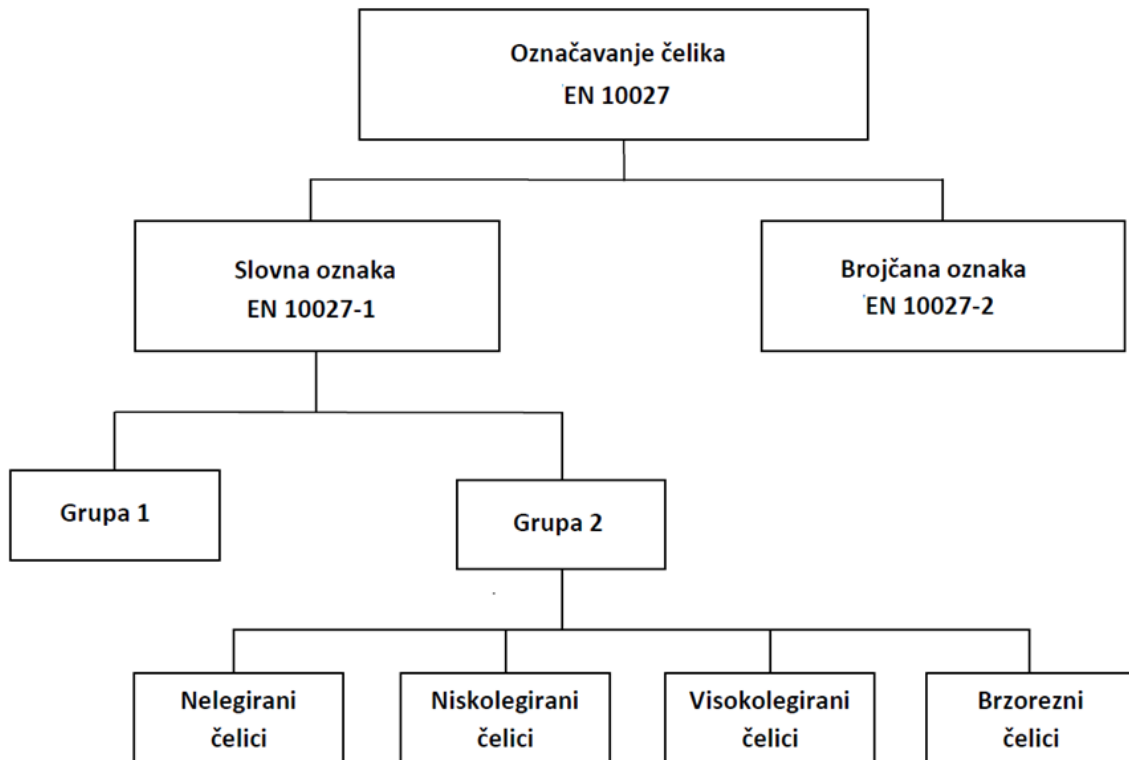 Označavanje čelika
EN 10027
Slovna oznaka
EN 10027-1
Brojčana oznaka
EN 10027-2
Grupa 1
Grupa 2
Nelegirani
čelici
Niskolegirani
čelici
Visokolegirani
čelici
Brzorezni
čelici